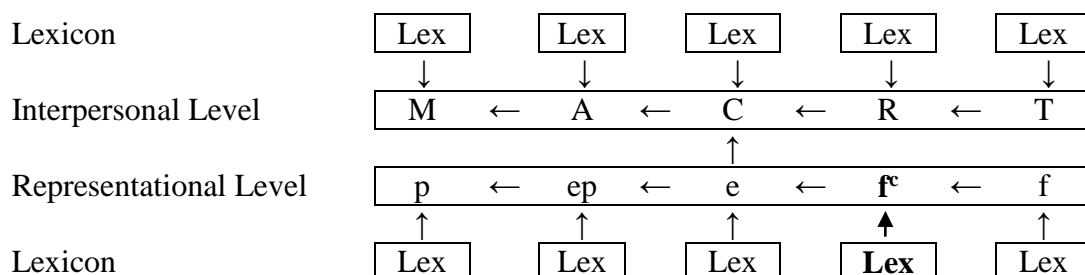 Lexicon Lex Lex Lex Lex Lex
↓ ↓ ↓ ↓ ↓
Interpersonal Level M ← A ← C ← R ← T
↑
Representational Level p ← ep ← e ← fᶜ ← f
↑ ↑ ↑ ↑ ↑
Lexicon Lex Lex Lex Lex Lex